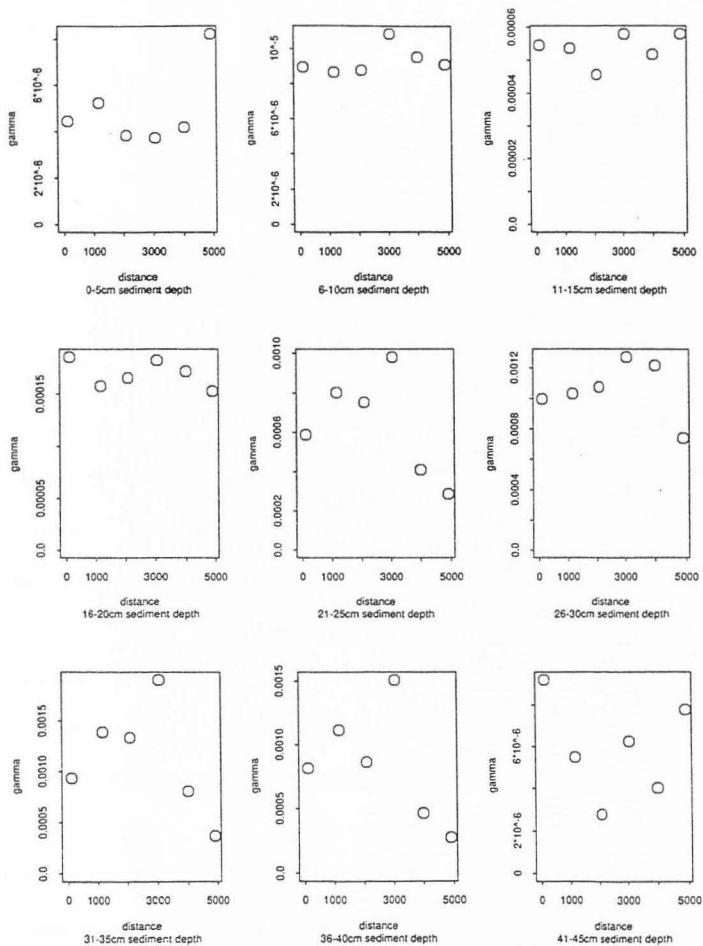 gamma
0 2*10^-6 6*10^-6
0 1000 3000 5000
distance
0-5cm sediment depth
gamma
0 2*10^-6 6*10^-6 10^-5
0 1000 3000 5000
distance
6-10cm sediment depth
gamma
0.0 0.00002 0.00004 0.00006
0 1000 3000 5000
distance
11-15cm sediment depth
gamma
0.0 0.00005 0.00015
0 1000 3000 5000
distance
16-20cm sediment depth
gamma
0.0 0.0002 0.0006 0.0010
0 1000 3000 5000
distance
21-25cm sediment depth
gamma
0.0 0.0004 0.0008 0.0012
0 1000 3000 5000
distance
26-30cm sediment depth
gamma
0.0 0.0005 0.0010 0.0015
0 1000 3000 5000
distance
31-35cm sediment depth
gamma
0.0 0.0005 0.0010 0.0015
0 1000 3000 5000
distance
36-40cm sediment depth
gamma
0 2*10^-6 6*10^-6
0 1000 3000 5000
distance
41-45cm sediment depth